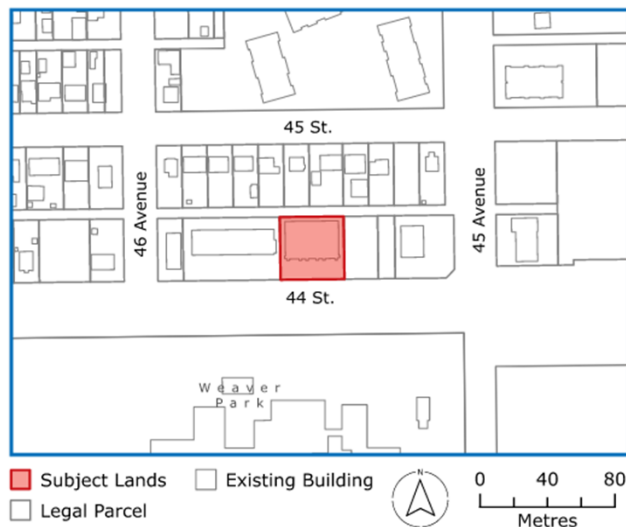 45 St.
46 Avenue
45 Avenue
44 St.
Weaver
Park
Subject Lands
Existing Building
Legal Parcel
N
0 40 80
Metres